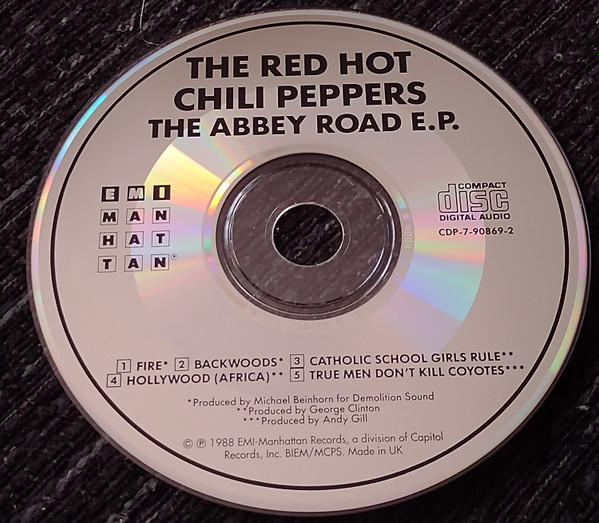 THE RED HOT
CHILI PEPPERS
THE ABBEY ROAD E.P.
EMI
MAN
HAT
TAN®
COMPACT
disc
DIGITAL AUDIO
CDP-7-90869-2
1 FIRE* 2 BACKWOODS* 3 CATHOLIC SCHOOL GIRLS RULE**
4 HOLLYWOOD (AFRICA)** 5 TRUE MEN DON'T KILL COYOTES***
*Produced by Michael Beinhorn for Demolition Sound
**Produced by George Clinton
***Produced by Andy Gill
© ℗ 1988 EMI-Manhattan Records, a division of Capitol
Records, Inc. BIEM/MCPS. Made in UK